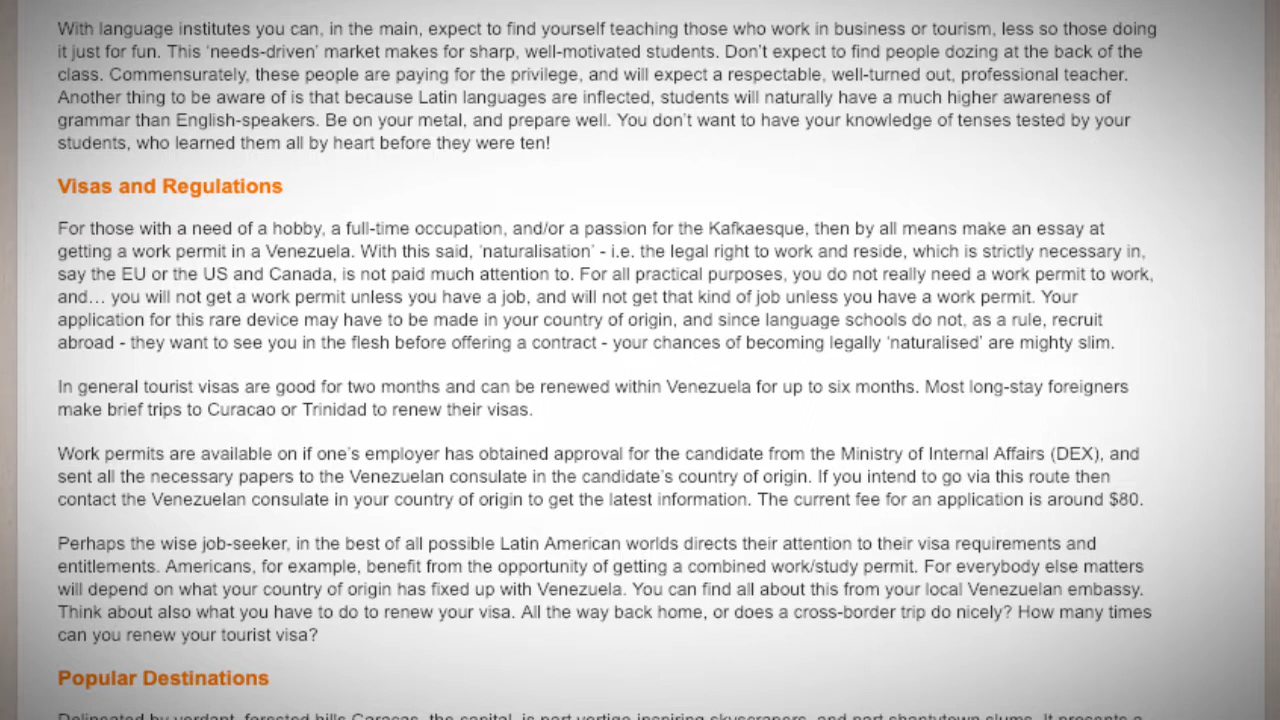 With language institutes you can, in the main, expect to find yourself teaching those who work in business or tourism, less so those doing
it just for fun. This ‘needs-driven’ market makes for sharp, well-motivated students. Don’t expect to find people dozing at the back of the
class. Commensurately, these people are paying for the privilege, and will expect a respectable, well-turned out, professional teacher.
Another thing to be aware of is that because Latin languages are inflected, students will naturally have a much higher awareness of
grammar than English-speakers. Be on your metal, and prepare well. You don’t want to have your knowledge of tenses tested by your
students, who learned them all by heart before they were ten!
Visas and Regulations
For those with a need of a hobby, a full-time occupation, and/or a passion for the Kafkaesque, then by all means make an essay at
getting a work permit in a Venezuela. With this said, ‘naturalisation’ - i.e. the legal right to work and reside, which is strictly necessary in,
say the EU or the US and Canada, is not paid much attention to. For all practical purposes, you do not really need a work permit to work,
and… you will not get a work permit unless you have a job, and will not get that kind of job unless you have a work permit. Your
application for this rare device may have to be made in your country of origin, and since language schools do not, as a rule, recruit
abroad - they want to see you in the flesh before offering a contract - your chances of becoming legally ‘naturalised’ are mighty slim.
In general tourist visas are good for two months and can be renewed within Venezuela for up to six months. Most long-stay foreigners
make brief trips to Curacao or Trinidad to renew their visas.
Work permits are available on if one’s employer has obtained approval for the candidate from the Ministry of Internal Affairs (DEX), and
sent all the necessary papers to the Venezuelan consulate in the candidate’s country of origin. If you intend to go via this route then
contact the Venezuelan consulate in your country of origin to get the latest information. The current fee for an application is around $80.
Perhaps the wise job-seeker, in the best of all possible Latin American worlds directs their attention to their visa requirements and
entitlements. Americans, for example, benefit from the opportunity of getting a combined work/study permit. For everybody else matters
will depend on what your country of origin has fixed up with Venezuela. You can find all about this from your local Venezuelan embassy.
Think about also what you have to do to renew your visa. All the way back home, or does a cross-border trip do nicely? How many times
can you renew your tourist visa?
Popular Destinations
Delineated by verdant, forested hills Caracas, the capital, is part vertigo inspiring skyscrapers, and part shantytown slums. It presents a